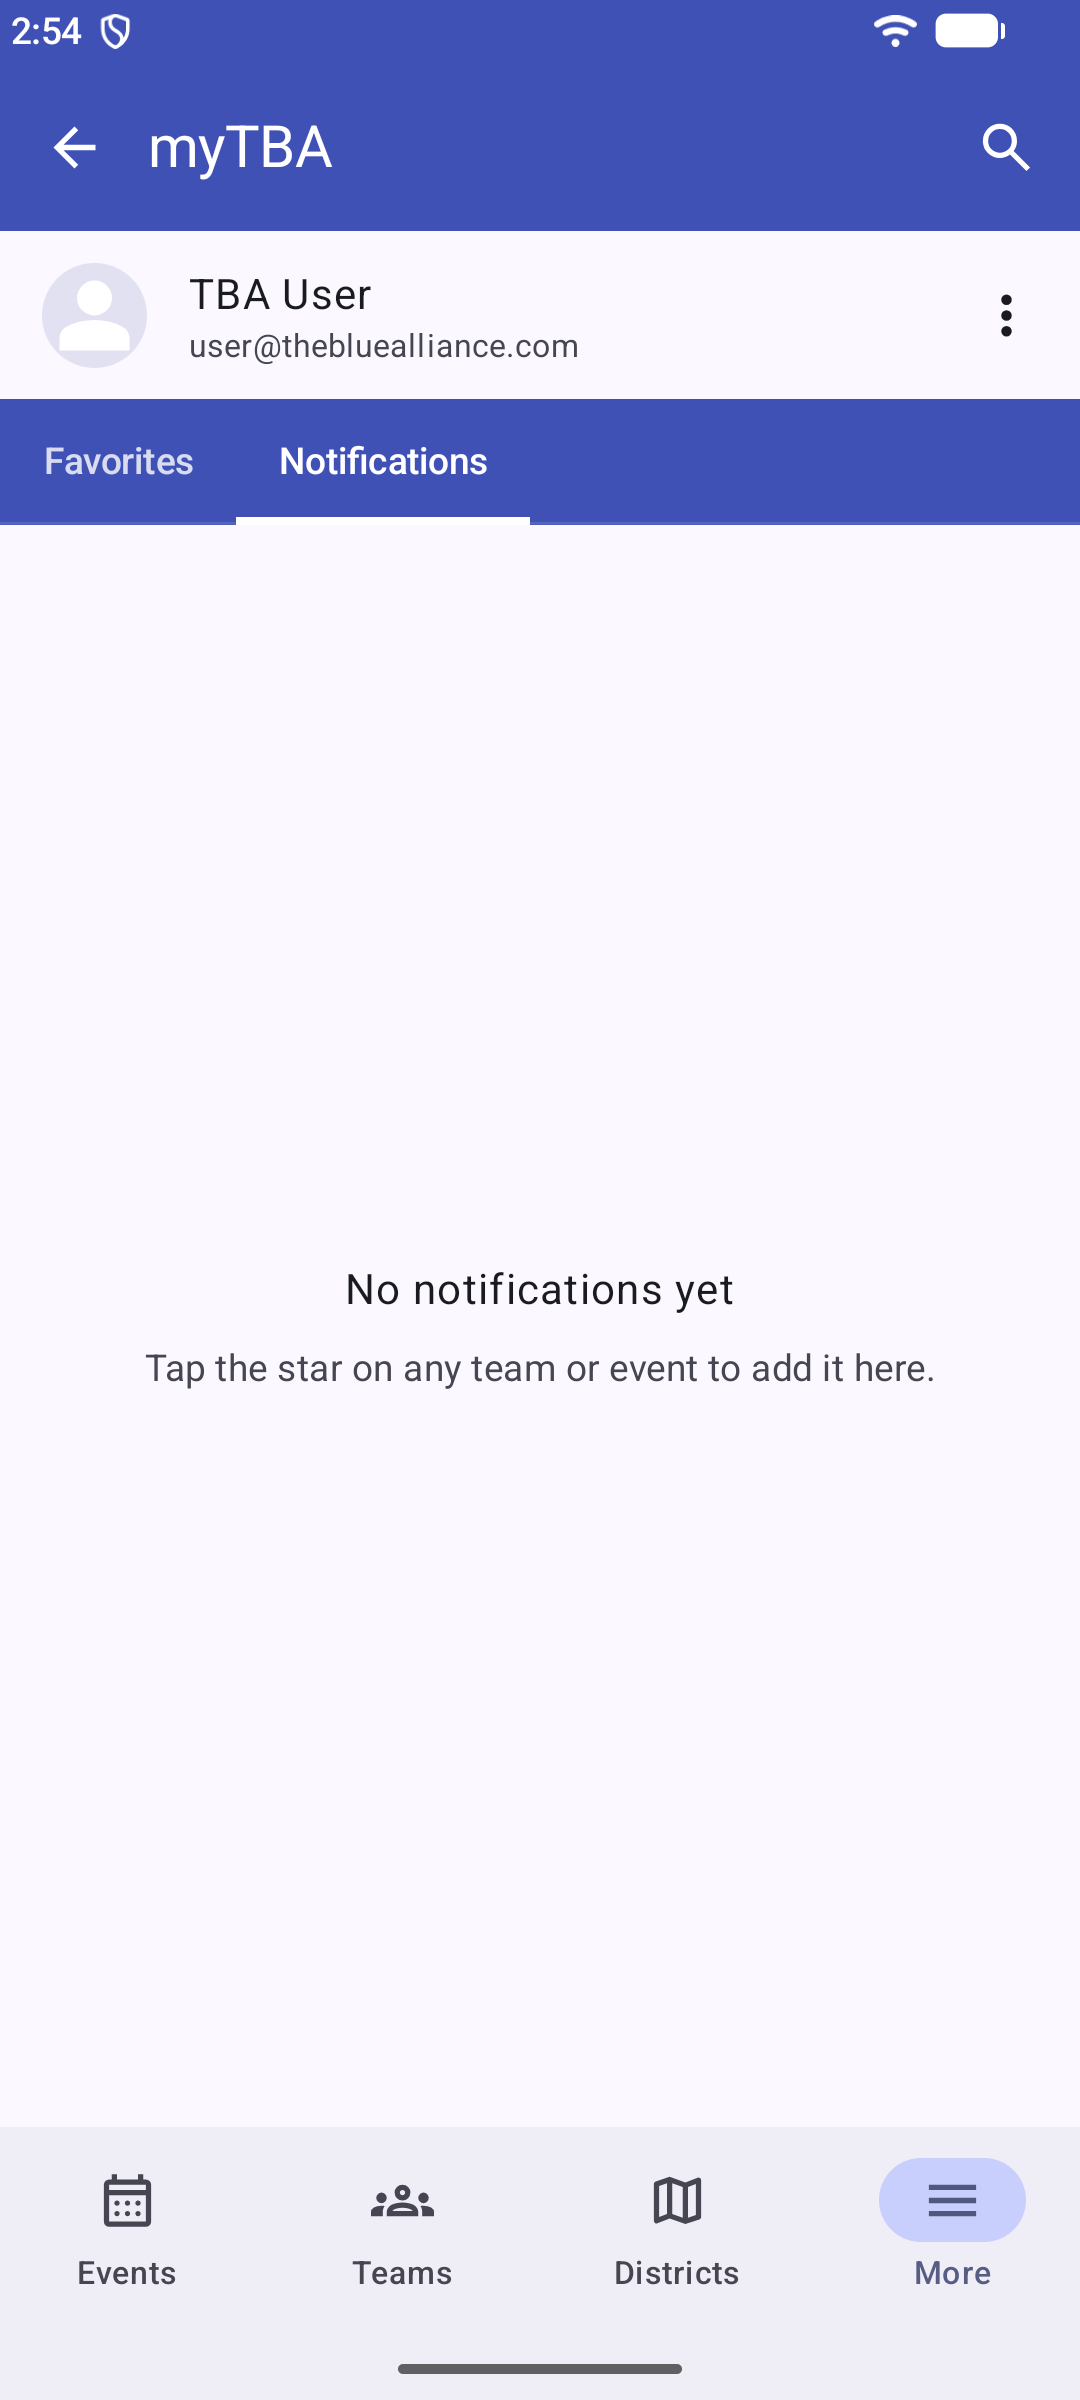 2:54
myTBA
TBA User
user@thebluealliance.com
Favorites
Notifications
No notifications yet
Tap the star on any team or event to add it here.
Events
Teams
Districts
More